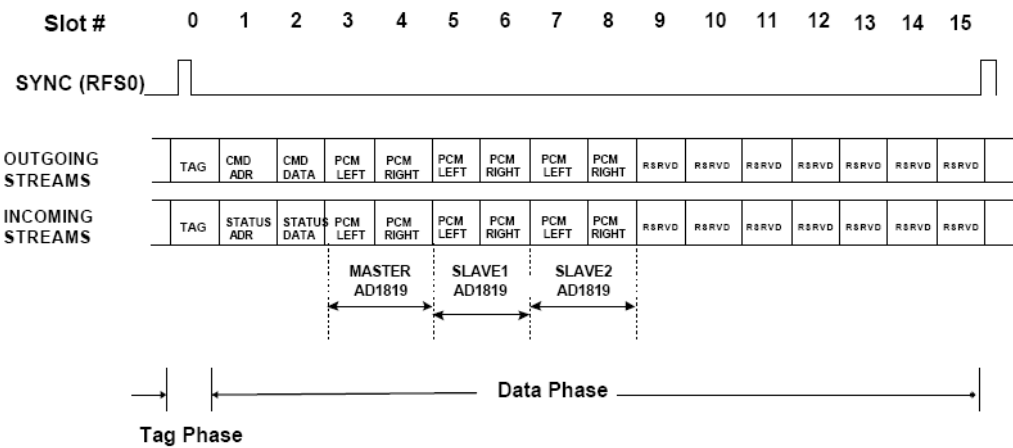 Slot # 0 1 2 3 4 5 6 7 8 9 10 11 12 13 14 15
SYNC (RFS0)
OUTGOING STREAMS
TAG CMD ADR CMD DATA PCM LEFT PCM RIGHT PCM LEFT PCM RIGHT PCM LEFT PCM RIGHT RSRVD RSRVD RSRVD RSRVD RSRVD RSRVD RSRVD
INCOMING STREAMS
TAG STATUS ADR STATUS DATA PCM LEFT PCM RIGHT PCM LEFT PCM RIGHT PCM LEFT PCM RIGHT RSRVD RSRVD RSRVD RSRVD RSRVD RSRVD RSRVD
MASTER AD1819
SLAVE1 AD1819
SLAVE2 AD1819
Data Phase
Tag Phase